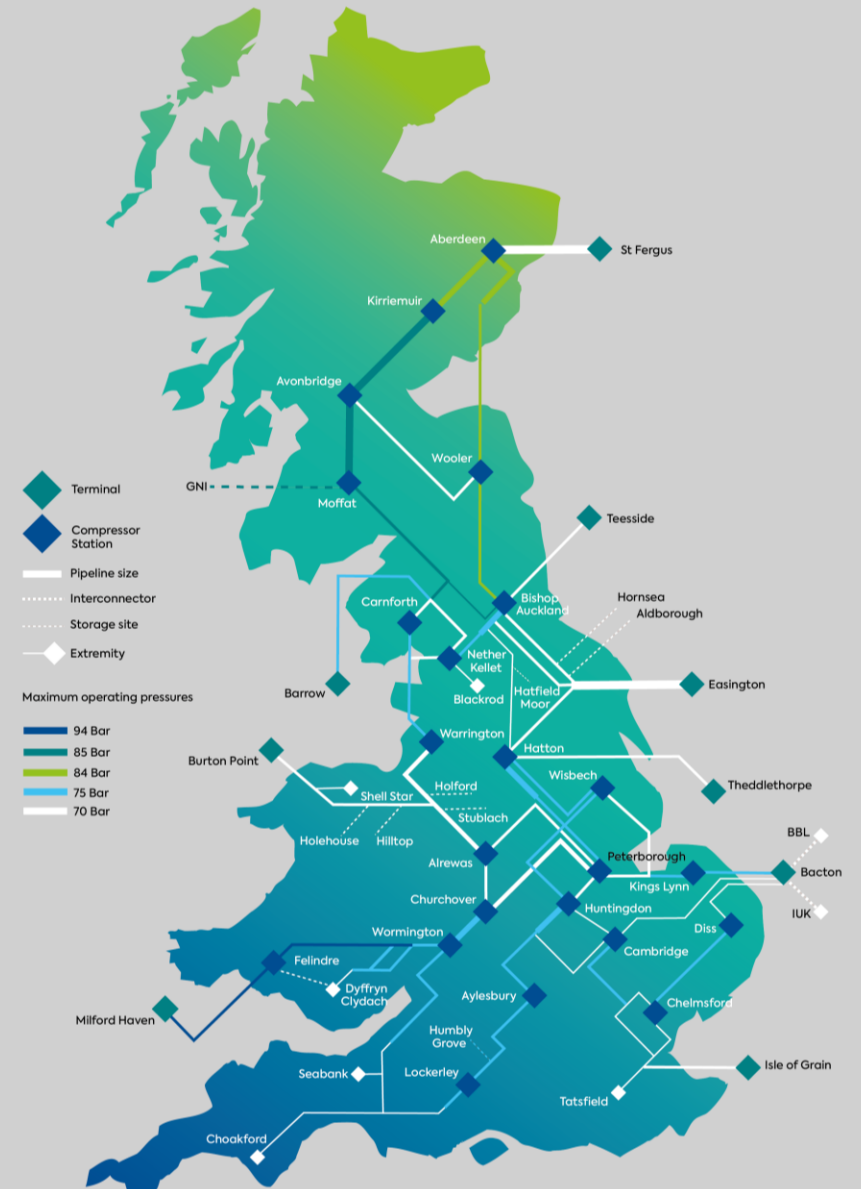 Aberdeen
St Fergus
Kirriemuir
Avonbridge
Wooler
Terminal
GNI
Moffat
Compressor
Station
Teesside
Pipeline size
Interconnector
Storage site
Extremity
Carnforth
Bishop
Auckland
Hornsea
Aldborough
Nether
Kellet
Maximum operating pressures
Barrow
Blackrod
Hatfield
Moor
Easington
94 Bar
85 Bar
84 Bar
75 Bar
70 Bar
Burton Point
Warrington
Hatton
Wisbech
Theddlethorpe
Shell Star
Holford
Stublach
Holehouse
Hilltop
BBL
Alrewas
Peterborough
Kings Lynn
Bacton
Churchover
Huntingdon
IUK
Diss
Wormington
Cambridge
Felindre
Dyffryn
Clydach
Aylesbury
Chelmsford
Milford Haven
Humbly
Grove
Seabank
Lockerley
Isle of Grain
Tatsfield
Choakford